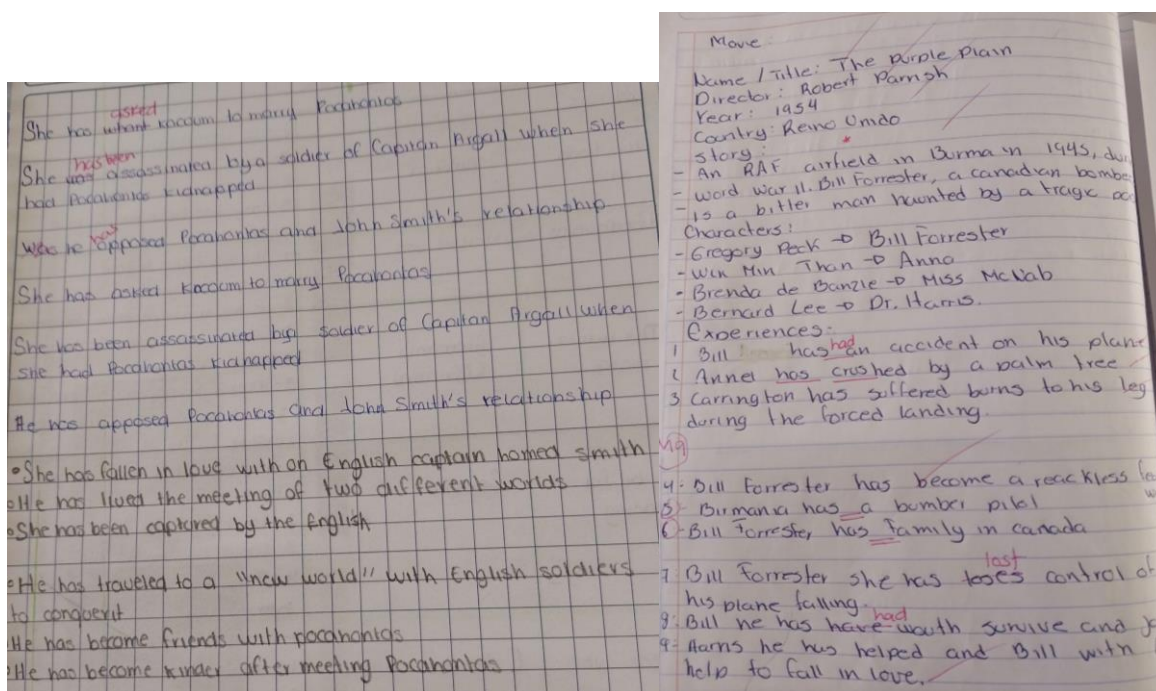 asked
She has whant Kocoum to marry Pocahontas
has been
She was assassinated by a soldier of Capitan Argall when she
had Pocahontas kidnapped
Was he has apposed Pocahontas and John Smith's relationship
She has asked Kocoum to marry Pocahontas
She has been assassinated by soldier of Capitan Argall when
she had Pocahontas kidnapped
He has apposed Pocahontas and John Smith's relationship
•She has fallen in love with an English captain named Smith
•He has lived the meeting of two different worlds
•She has been captured by the English
•He has traveled to a "new world" with English soldiers
to conquerit
•He has become friends with pocahontas
•He has become kinder after meeting Pocahontas
Movie
Name / Title: The purple Plain
Director: Robert Parrish
Year: 1954
Country: Reino Unido
Story:
- An RAF airfield in Burma in 1945, du
- word war II. Bill Forrester, a canadian bombe
- is a bitter man haunted by a tragic
Characters:
- Gregory Peck → Bill Forrester
- Win Min Than → Anna
- Brenda de Banzie → Miss McNab
- Bernard Lee → Dr. Harris.
Experiences:
had
1 Bill has an accident on his plane
2 Annel has crushed by a palm tree
3 Carrington has suffered burns to his leg
during the forced landing.
4- Bill Forrester has become a reackless
5- Birmania has a bomber pilot
6- Bill Forrester has family in canada
lost
7 Bill Forrester she has looses control of
his plane falling.
had
8- Bill he has have wauth survive and
9- Harris he has helped and Bill with
help to fall in love.